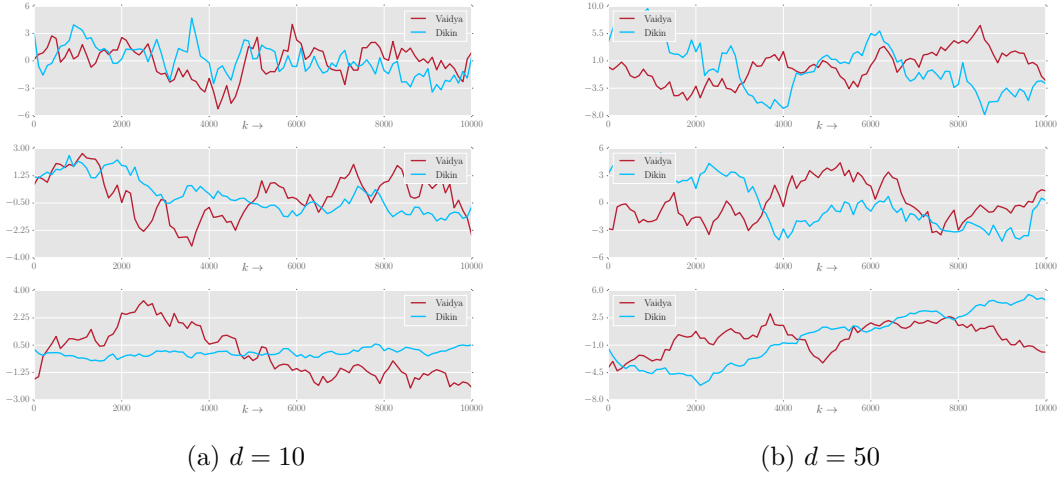 6
3
0
−3
−6
Vaidya
Dikin
0 2000 4000 6000 8000 10000
k →
3.00
1.25
−0.50
−2.25
−4.00
Vaidya
Dikin
0 2000 4000 6000 8000 10000
k →
4.00
2.25
0.50
−1.25
−3.00
Vaidya
Dikin
0 2000 4000 6000 8000 10000
k →
(a) d = 10
10.0
5.5
1.0
−3.5
−8.0
Vaidya
Dikin
0 2000 4000 6000 8000 10000
k →
6
3
0
−3
−6
Vaidya
Dikin
0 2000 4000 6000 8000 10000
k →
6.0
2.5
−1.0
−4.5
−8.0
Vaidya
Dikin
0 2000 4000 6000 8000 10000
k →
(b) d = 50